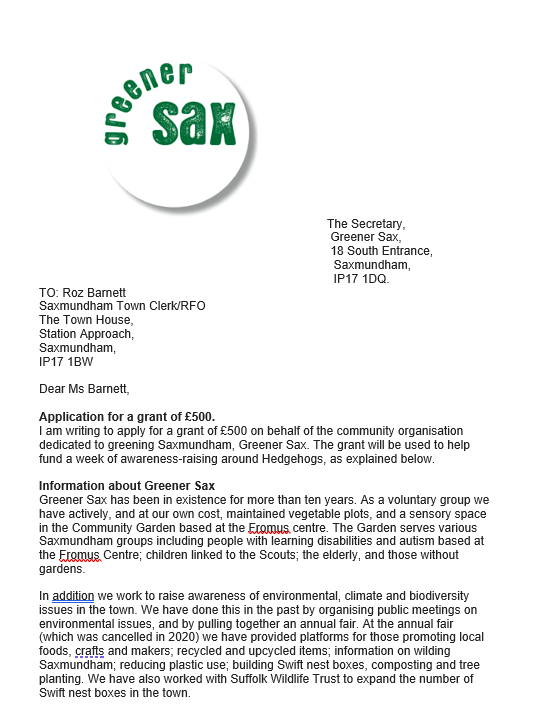 greener
sax
The Secretary,
Greener Sax,
18 South Entrance,
Saxmundham,
IP17 1DQ.
TO: Roz Barnett
Saxmundham Town Clerk/RFO
The Town House,
Station Approach,
Saxmundham,
IP17 1BW
Dear Ms Barnett,
Application for a grant of £500.
I am writing to apply for a grant of £500 on behalf of the community organisation
dedicated to greening Saxmundham, Greener Sax. The grant will be used to help
fund a week of awareness-raising around Hedgehogs, as explained below.
Information about Greener Sax
Greener Sax has been in existence for more than ten years. As a voluntary group we
have actively, and at our own cost, maintained vegetable plots, and a sensory space
in the Community Garden based at the Fromus centre. The Garden serves various
Saxmundham groups including people with learning disabilities and autism based at
the Fromus Centre; children linked to the Scouts; the elderly, and those without
gardens.
In addition we work to raise awareness of environmental, climate and biodiversity
issues in the town. We have done this in the past by organising public meetings on
environmental issues, and by pulling together an annual fair. At the annual fair
(which was cancelled in 2020) we have provided platforms for those promoting local
foods, crafts and makers; recycled and upcycled items; information on wilding
Saxmundham; reducing plastic use; building Swift nest boxes, composting and tree
planting. We have also worked with Suffolk Wildlife Trust to expand the number of
Swift nest boxes in the town.